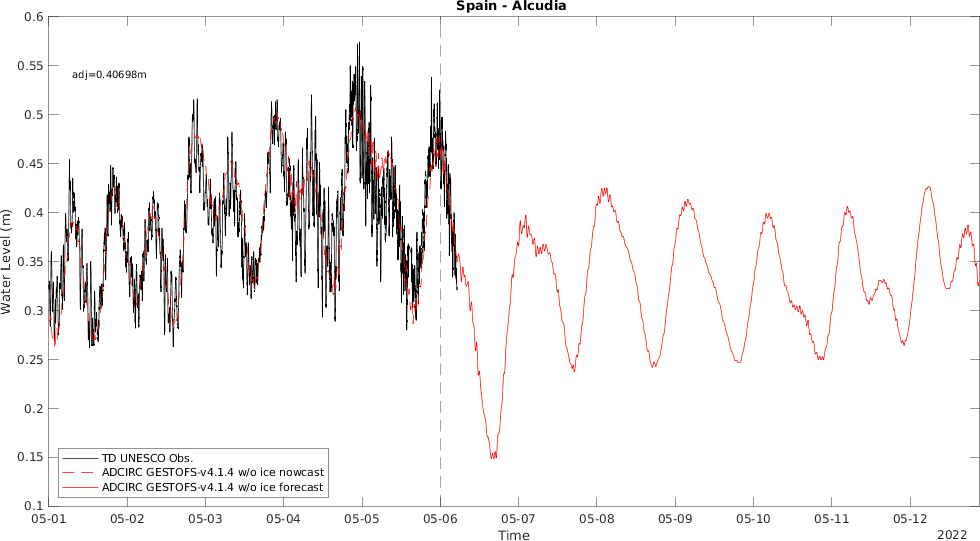 Spain - Alcudia
0.6
0.55
0.5
0.45
0.4
0.35
0.3
0.25
0.2
0.15
0.1
Water Level (m)
adj=0.40698m
TD UNESCO Obs.
ADCIRC GESTOFS-v4.1.4 w/o ice nowcast
ADCIRC GESTOFS-v4.1.4 w/o ice forecast
05-01 05-02 05-03 05-04 05-05 05-06 05-07 05-08 05-09 05-10 05-11 05-12
Time
2022